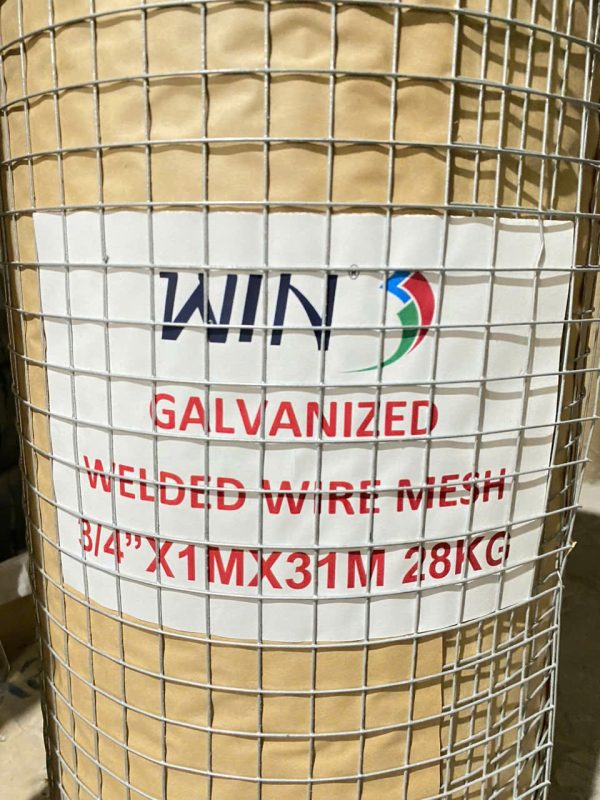 WIN®
GALVANIZED
WELDED WIRE MESH
3/4”X1MX31M 28KG